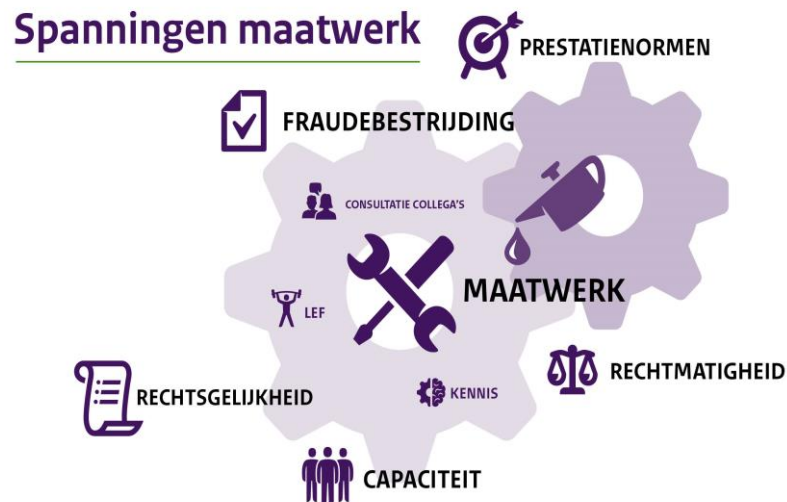 Spanningen maatwerk
PRESTATIENORMEN
FRAUDEBESTRIJDING
CONSULTATIE COLLEGA'S
MAATWERK
LEF
RECHTMATIGHEID
RECHTSGELIJKHEID
KENNIS
CAPACITEIT